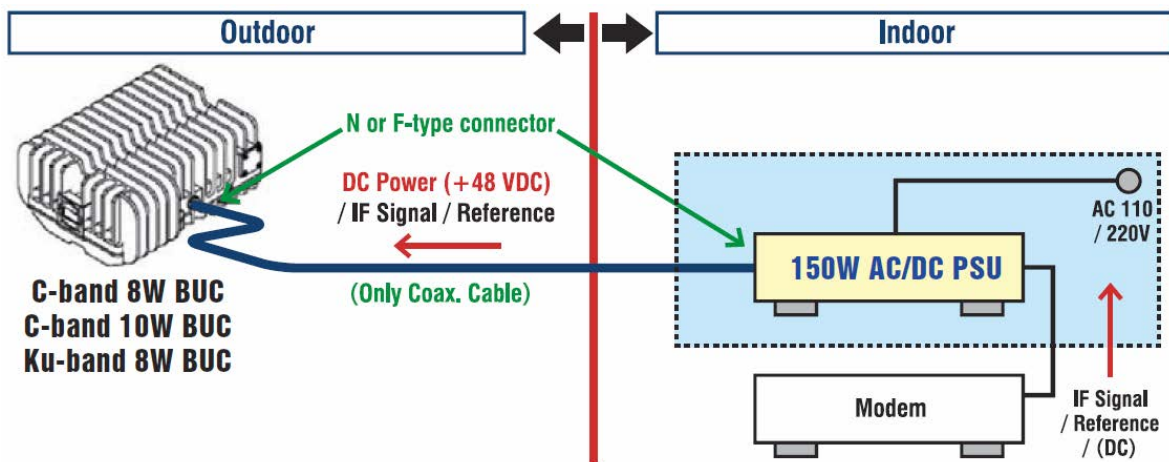 Outdoor
Indoor
N or F-type connector
DC Power (+48 VDC)
/ IF Signal / Reference
(Only Coax. Cable)
C-band 8W BUC
C-band 10W BUC
Ku-band 8W BUC
AC 110
/ 220V
150W AC/DC PSU
Modem
IF Signal
/ Reference
/ (DC)